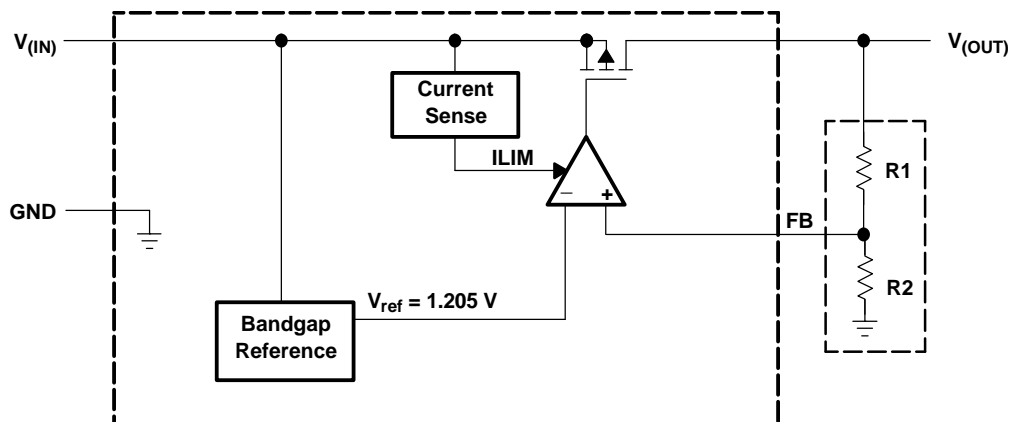 V(IN)
V(OUT)
Current
Sense
ILIM
R1
− +
GND
FB
R2
Vref = 1.205 V
Bandgap
Reference